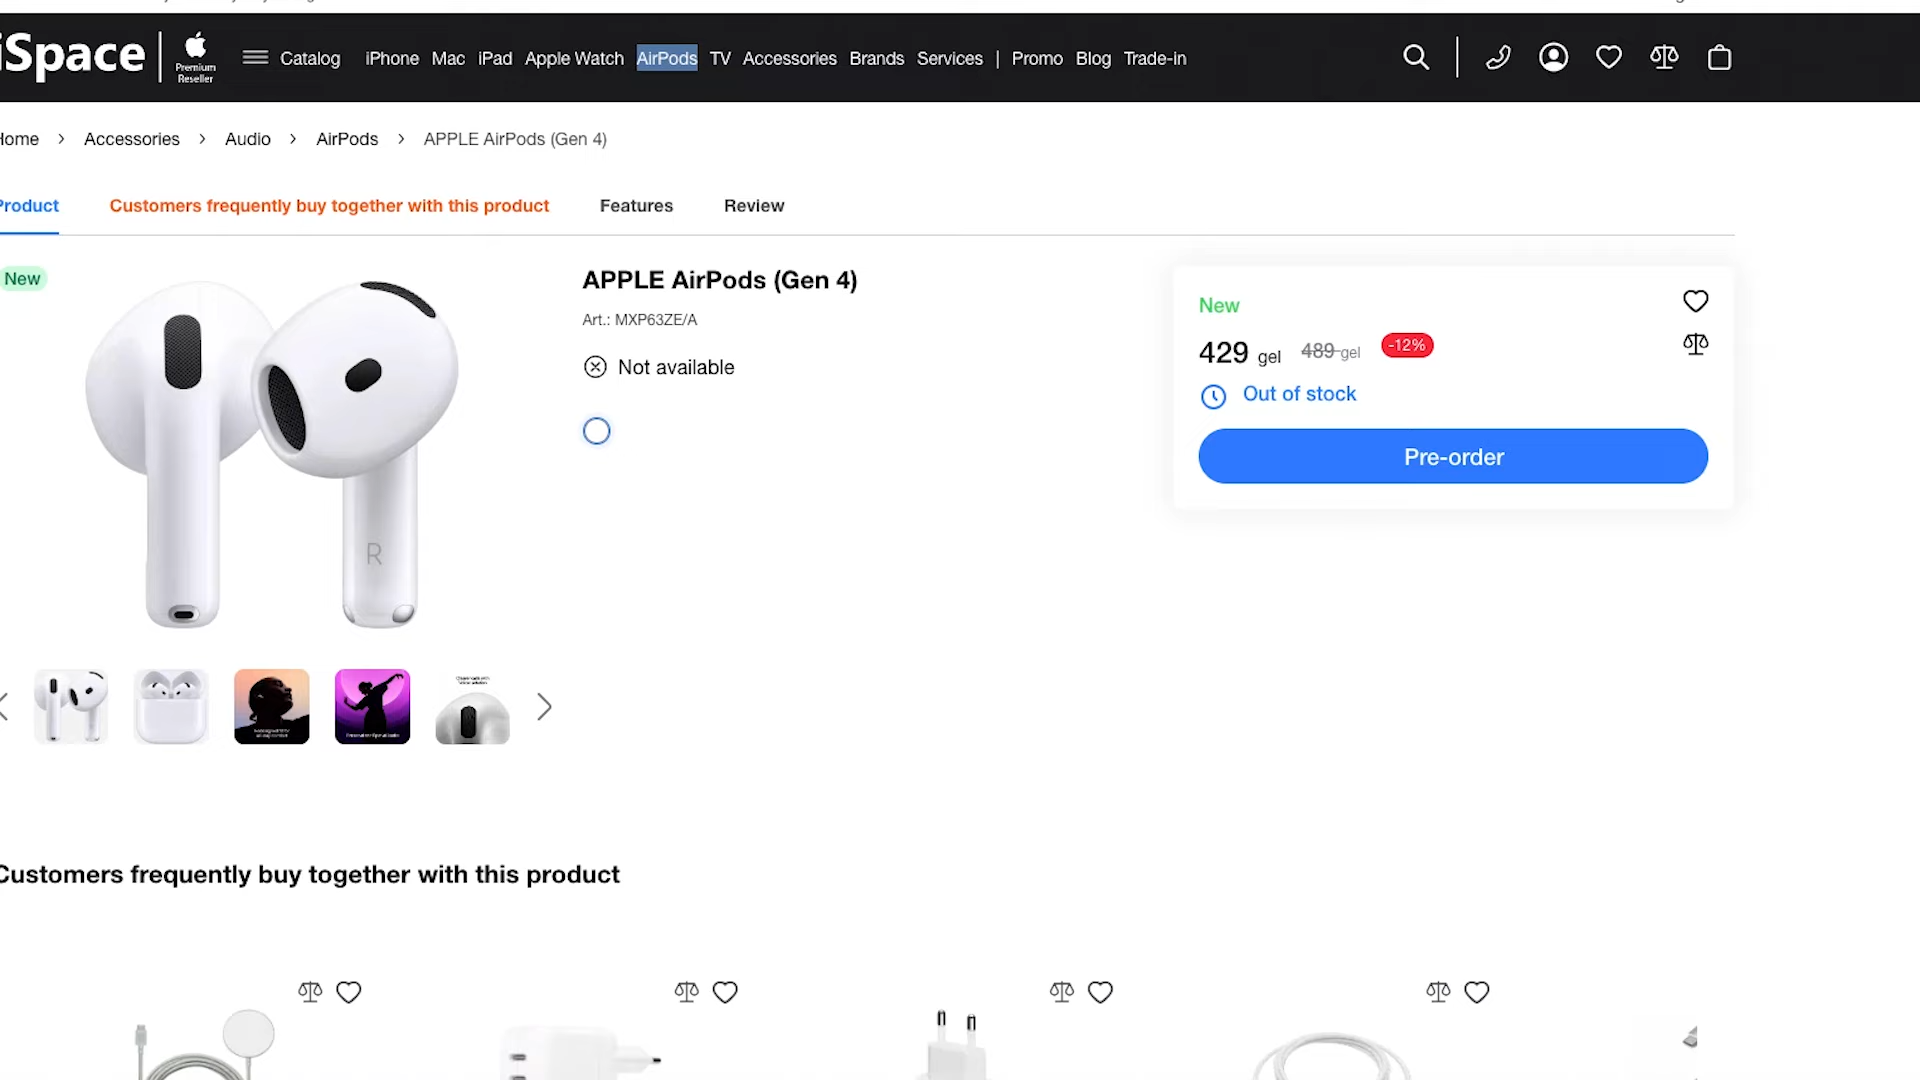 iSpace
Premium
Reseller
Catalog iPhone Mac iPad Apple Watch AirPods TV Accessories Brands Services | Promo Blog Trade-in
Home > Accessories > Audio > AirPods > APPLE AirPods (Gen 4)
Product Customers frequently buy together with this product Features Review
New
APPLE AirPods (Gen 4)
Art.: MXP63ZE/A
Not available
New
429 gel 489 gel -12%
Out of stock
Pre-order
R
Customers frequently buy together with this product